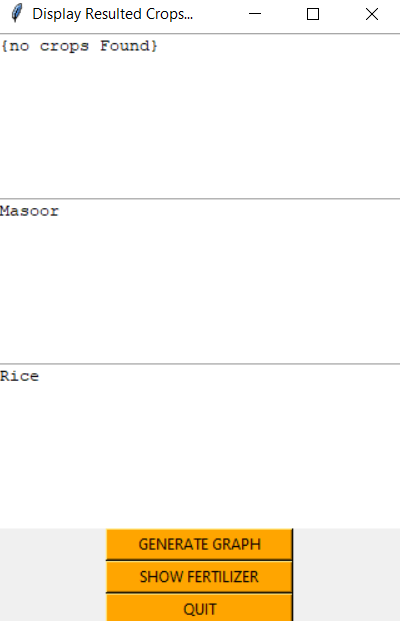 Display Resulted Crops...
{no crops Found}
Masoor
Rice
GENERATE GRAPH
SHOW FERTILIZER
QUIT